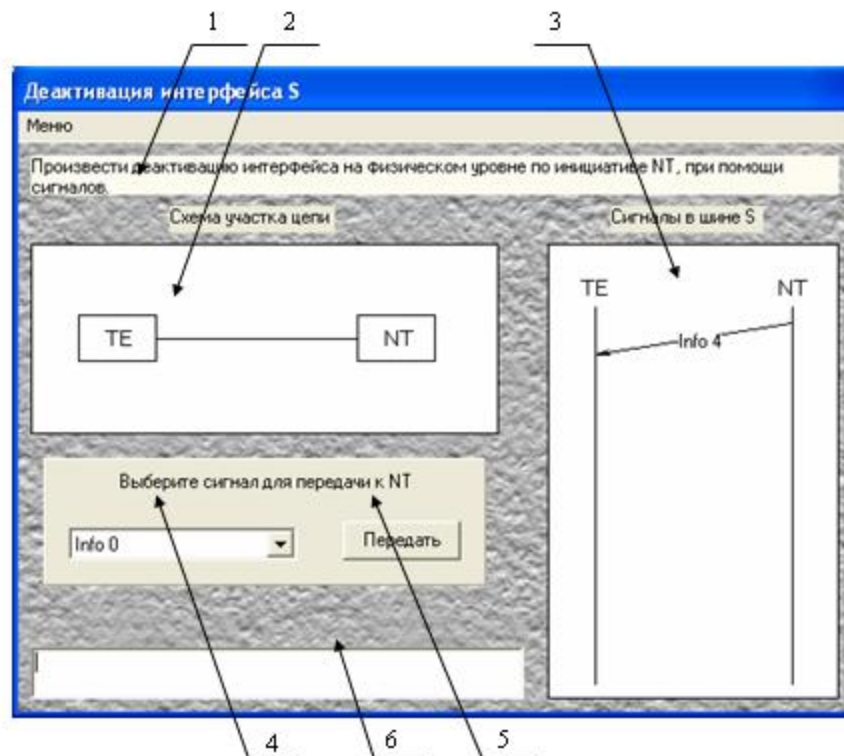 1
2
3
Деактивация интерфейса S
Меню
Произвести деактивацию интерфейса на физическом уровне по инициативе NT, при помощи
сигналов.
Схема участка цепи
Сигналы в шине S
TE
NT
TE
NT
Info 4
Выберите сигнал для передачи к NT
Info 0
Передать
4
6
5